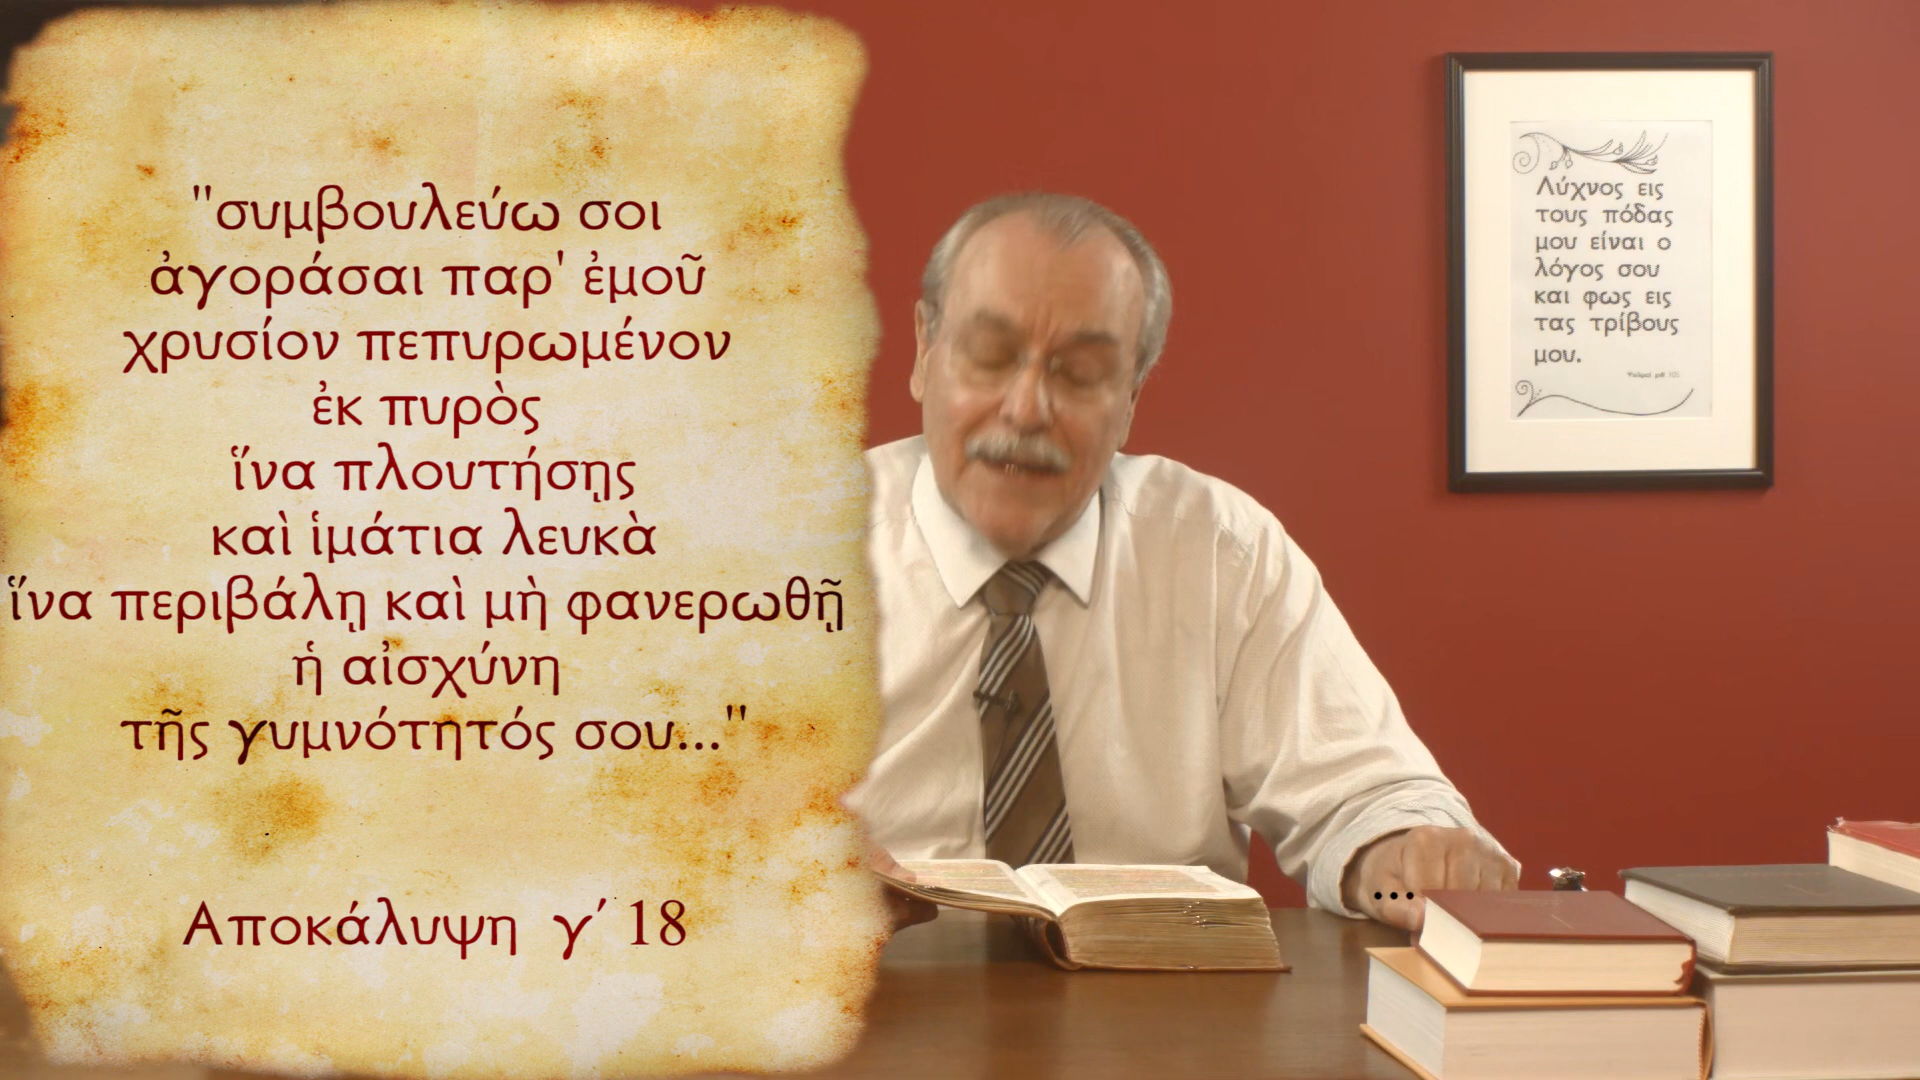 "συμβουλεύω σοι
ἀγοράσαι παρ' ἐμοῦ
χρυσίον πεπυρωμένον
ἐκ πυρὸς
ἵνα πλουτήσῃς
καὶ ἱμάτια λευκὰ
ἵνα περιβάλῃ καὶ μὴ φανερωθῇ
ἡ αἰσχύνη
τῆς γυμνότητός σου..."
Αποκάλυψη γ΄ 18
Λύχνος εις
τους πόδας
μου είναι ο
λόγος σου
και φως εις
τας τρίβους
μου.
...